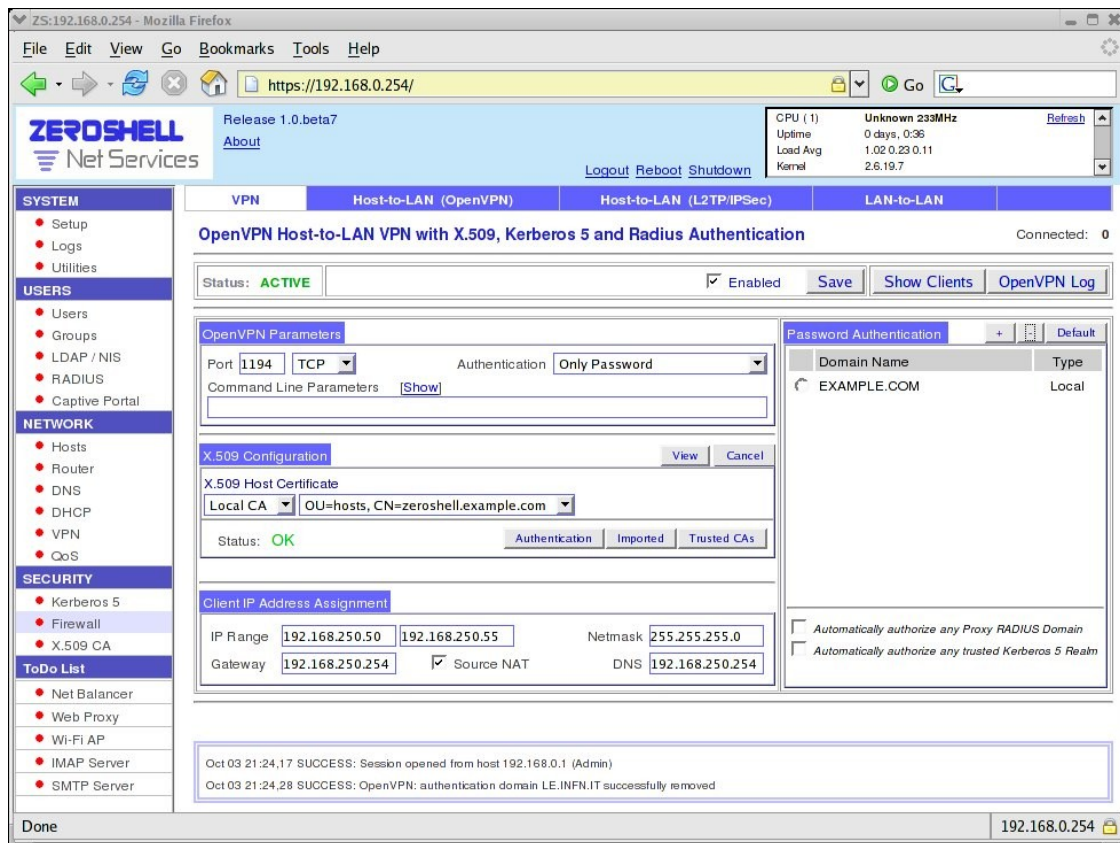 ZS:192.168.0.254 - Mozilla Firefox
File Edit View Go Bookmarks Tools Help
https://192.168.0.254/
Go
G
ZEROSHELL
Net Services
Release 1.0.beta7
About
Logout Reboot Shutdown
CPU (1) Unknown 233MHz Refresh
Uptime 0 days, 0:36
Load Avg 1.02 0.23 0.11
Kernel 2.6.19.7
SYSTEM
Setup
Logs
Utilities
USERS
Users
Groups
LDAP / NIS
RADIUS
Captive Portal
NETWORK
Hosts
Router
DNS
DHCP
VPN
QoS
SECURITY
Kerberos 5
Firewall
X.509 CA
ToDo List
Net Balancer
Web Proxy
Wi-Fi AP
IMAP Server
SMTP Server
VPN Host-to-LAN (OpenVPN) Host-to-LAN (L2TP/IPSec) LAN-to-LAN
OpenVPN Host-to-LAN VPN with X.509, Kerberos 5 and Radius Authentication Connected: 0
Status: ACTIVE Enabled Save Show Clients OpenVPN Log
OpenVPN Parameters
Port 1194 TCP Authentication Only Password
Command Line Parameters [Show]
X.509 Configuration View Cancel
X.509 Host Certificate
Local CA OU=hosts, CN=zeroshell.example.com
Status: OK Authentication Imported Trusted CAs
Client IP Address Assignment
IP Range 192.168.250.50 192.168.250.55 Netmask 255.255.255.0
Gateway 192.168.250.254 Source NAT DNS 192.168.250.254
Password Authentication + - Default
Domain Name Type
EXAMPLE.COM Local
Automatically authorize any Proxy RADIUS Domain
Automatically authorize any trusted Kerberos 5 Realm
Oct 03 21:24,17 SUCCESS: Session opened from host 192.168.0.1 (Admin)
Oct 03 21:24,28 SUCCESS: OpenVPN: authentication domain LE.INFN.IT successfully removed
Done 192.168.0.254